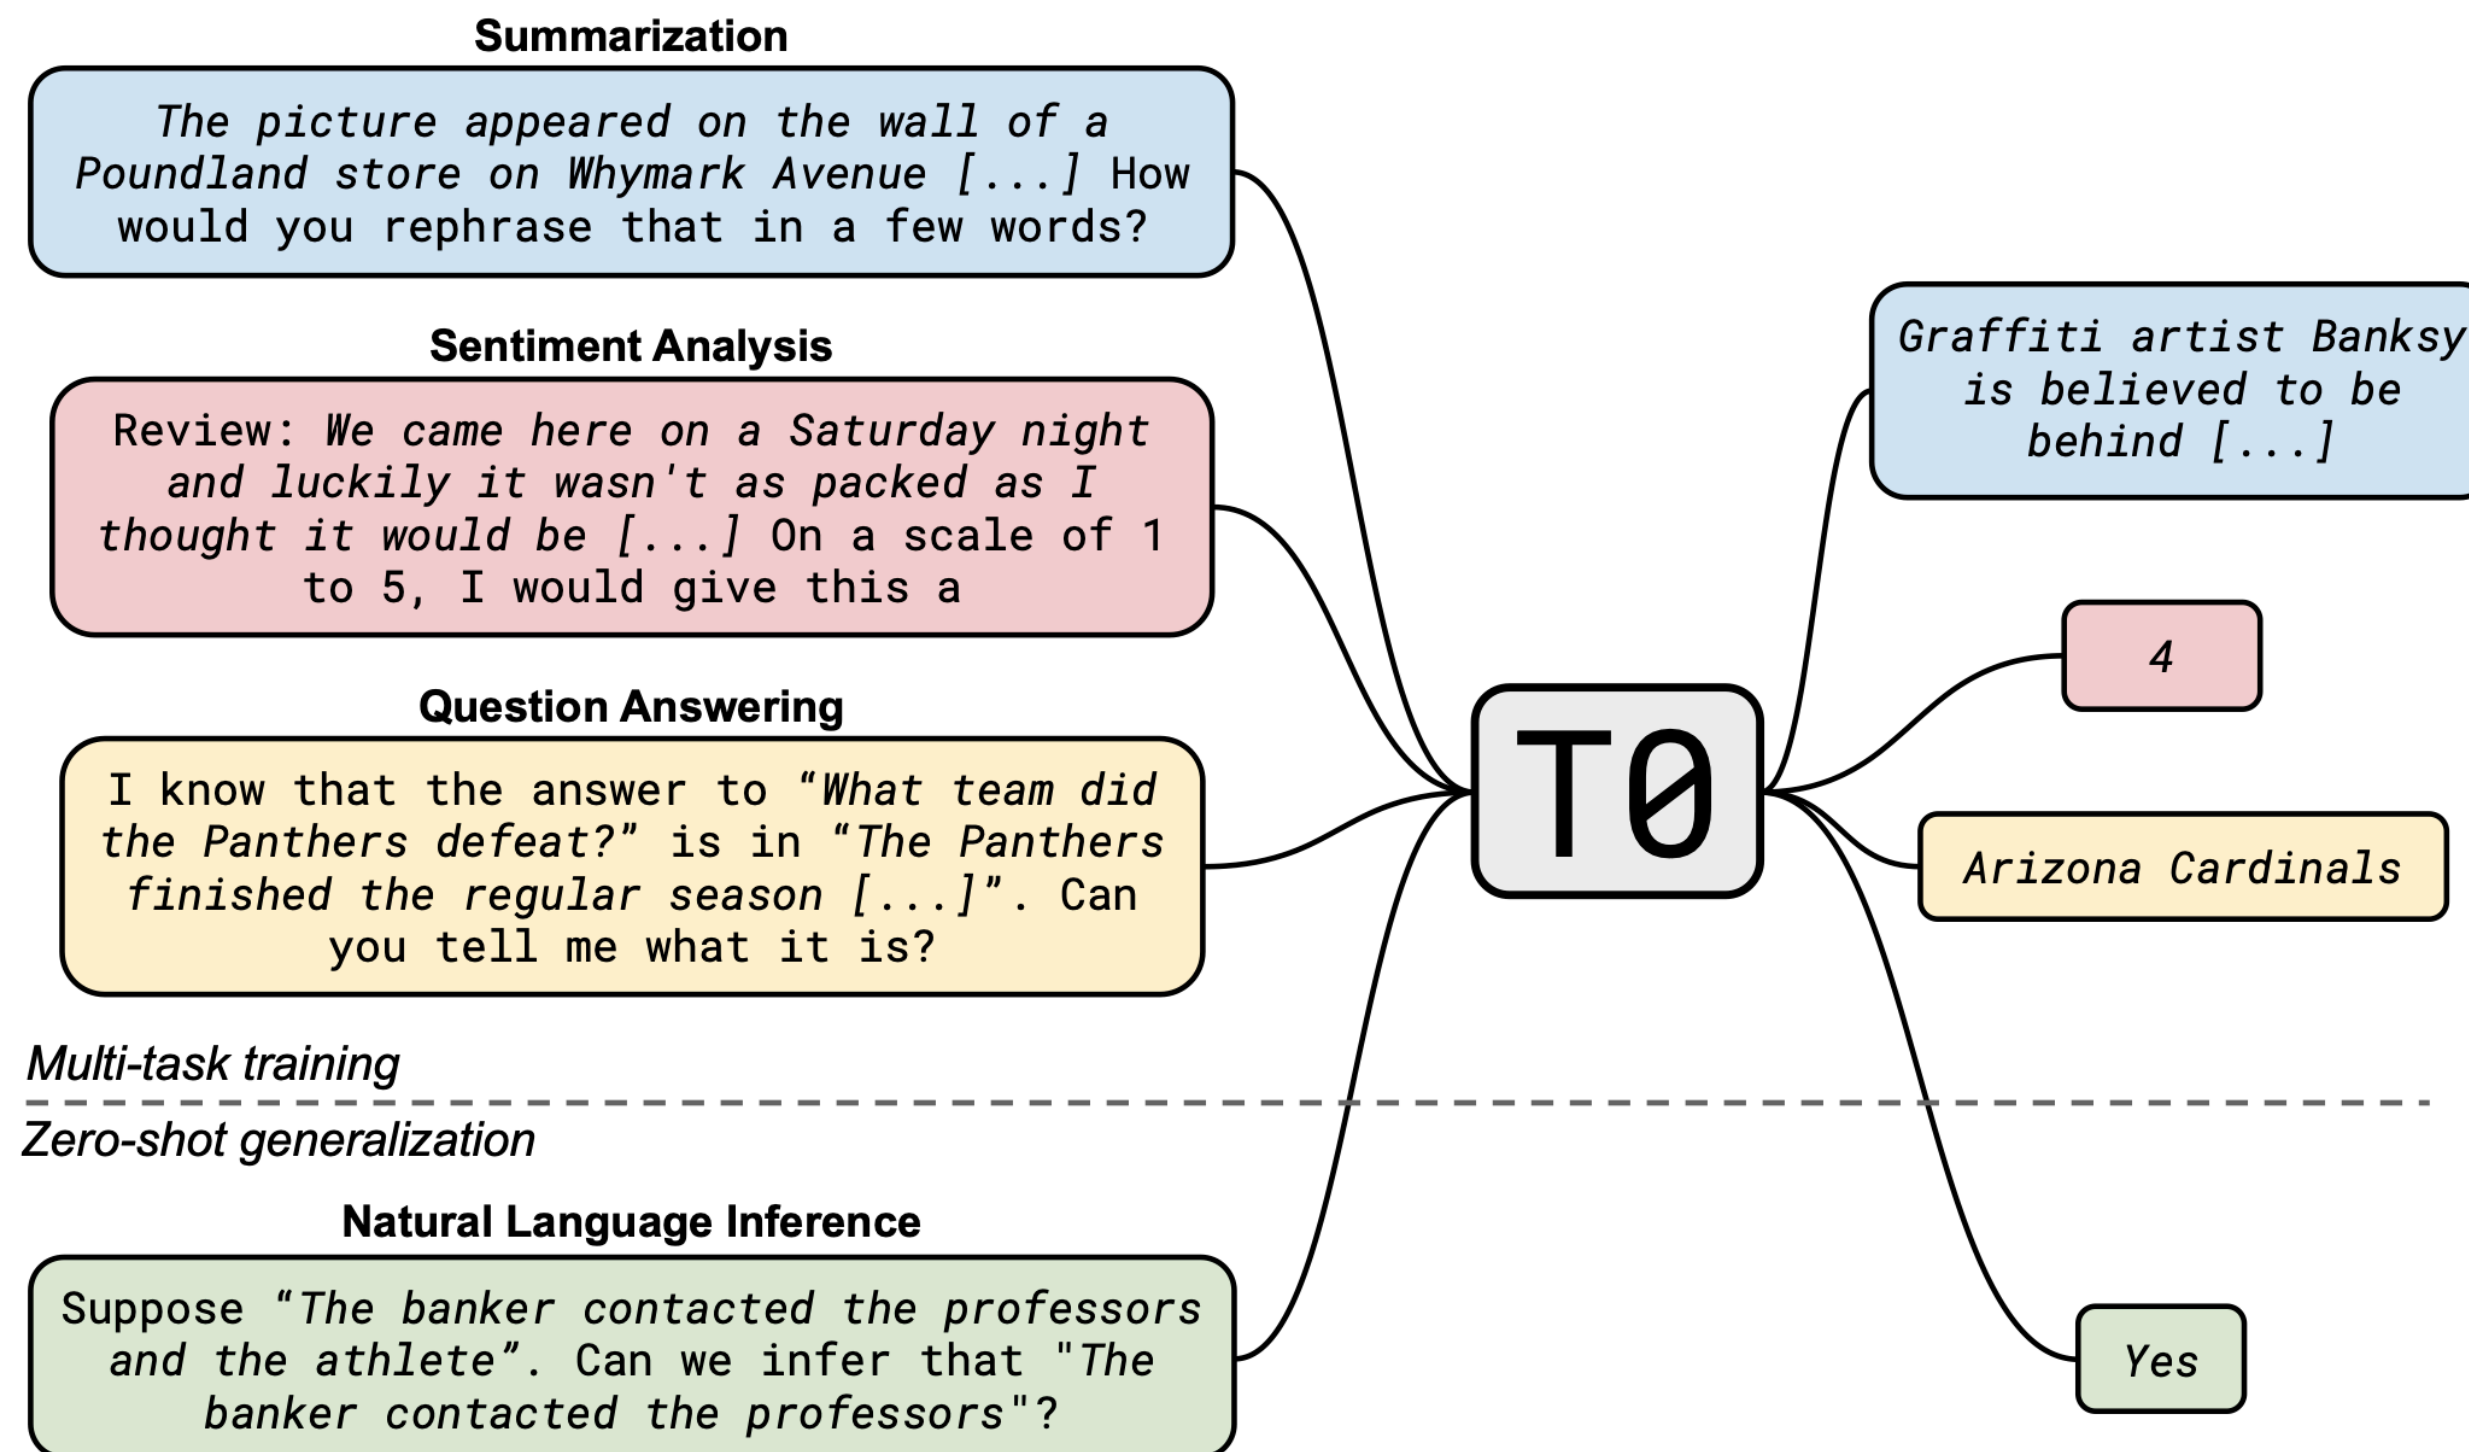 Summarization
The picture appeared on the wall of a
Poundland store on Whymark Avenue [...] How
would you rephrase that in a few words?
Sentiment Analysis
Review: We came here on a Saturday night
and luckily it wasn't as packed as I
thought it would be [...] On a scale of 1
to 5, I would give this a
Question Answering
I know that the answer to “What team did
the Panthers defeat?” is in “The Panthers
finished the regular season [...]”. Can
you tell me what it is?
Multi-task training
Zero-shot generalization
Natural Language Inference
Suppose “The banker contacted the professors
and the athlete”. Can we infer that "The
banker contacted the professors"?
T0
Graffiti artist Banksy
is believed to be
behind [...]
4
Arizona Cardinals
Yes